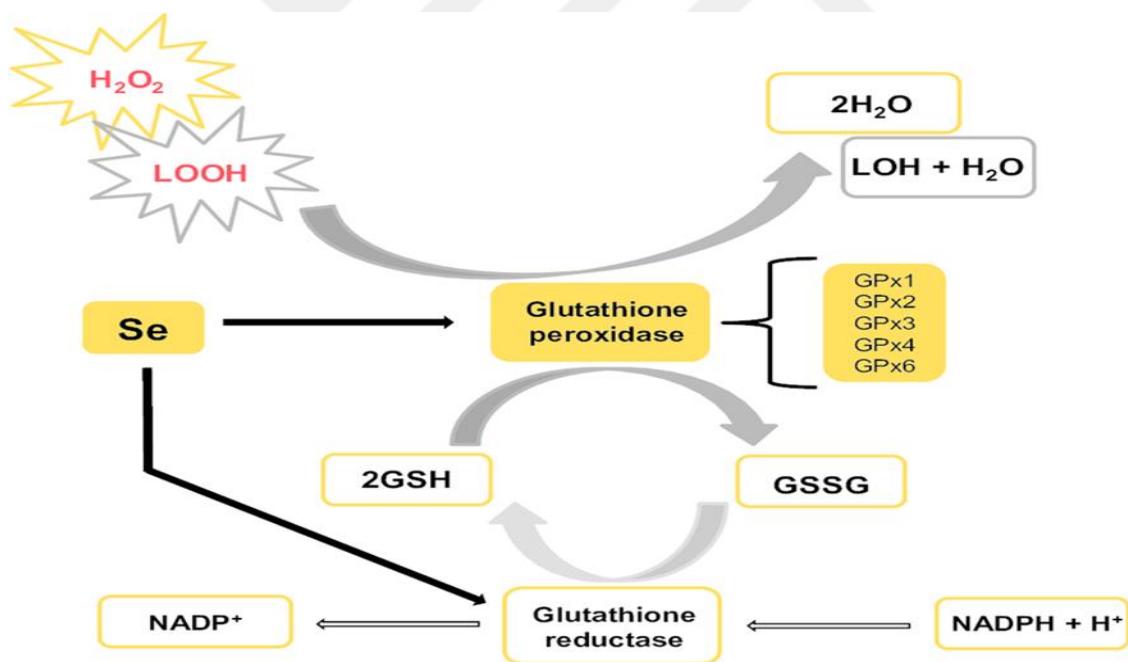 H₂O₂
LOOH
2H₂O
LOH + H₂O
Se
Glutathione
peroxidase
GPx1
GPx2
GPx3
GPx4
GPx6
2GSH
GSSG
NADP⁺
Glutathione
reductase
NADPH + H⁺